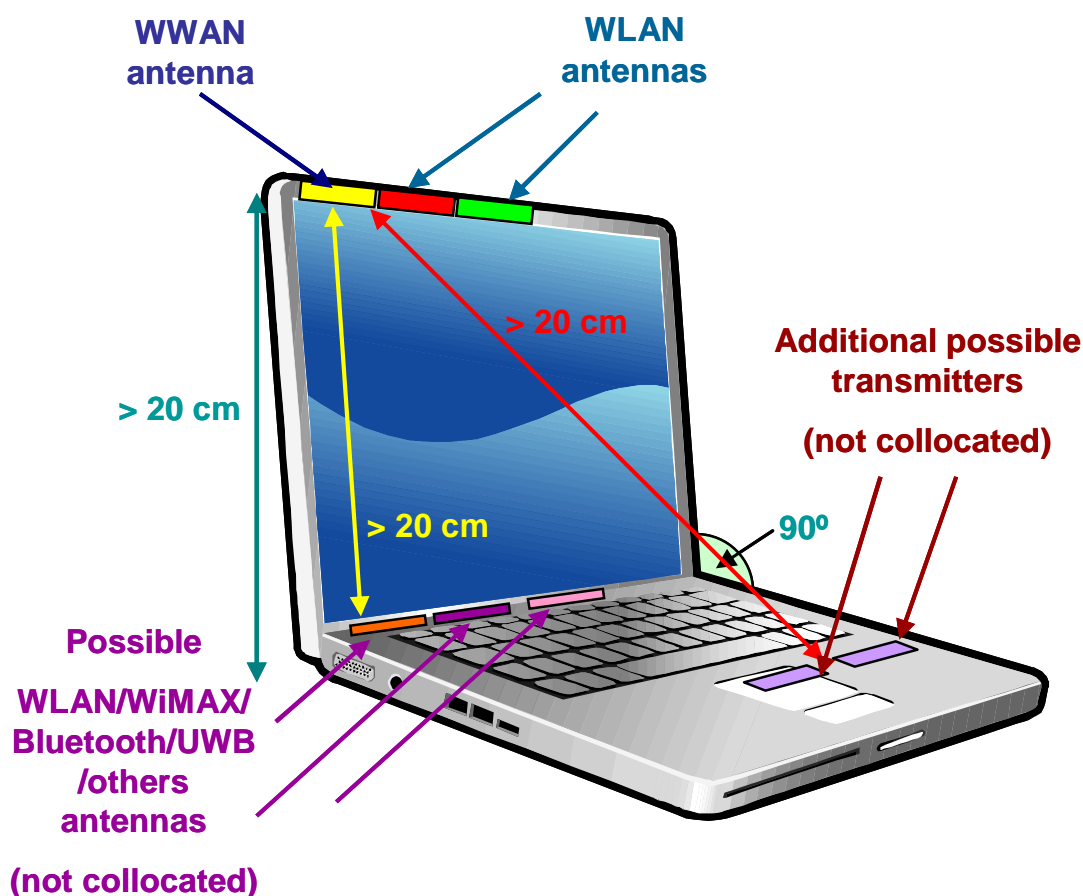 WWAN
antenna
WLAN
antennas
> 20 cm
Additional possible
transmitters
(not collocated)
> 20 cm
> 20 cm
90º
Possible
WLAN/WiMAX/
Bluetooth/UWB
/others
antennas
(not collocated)